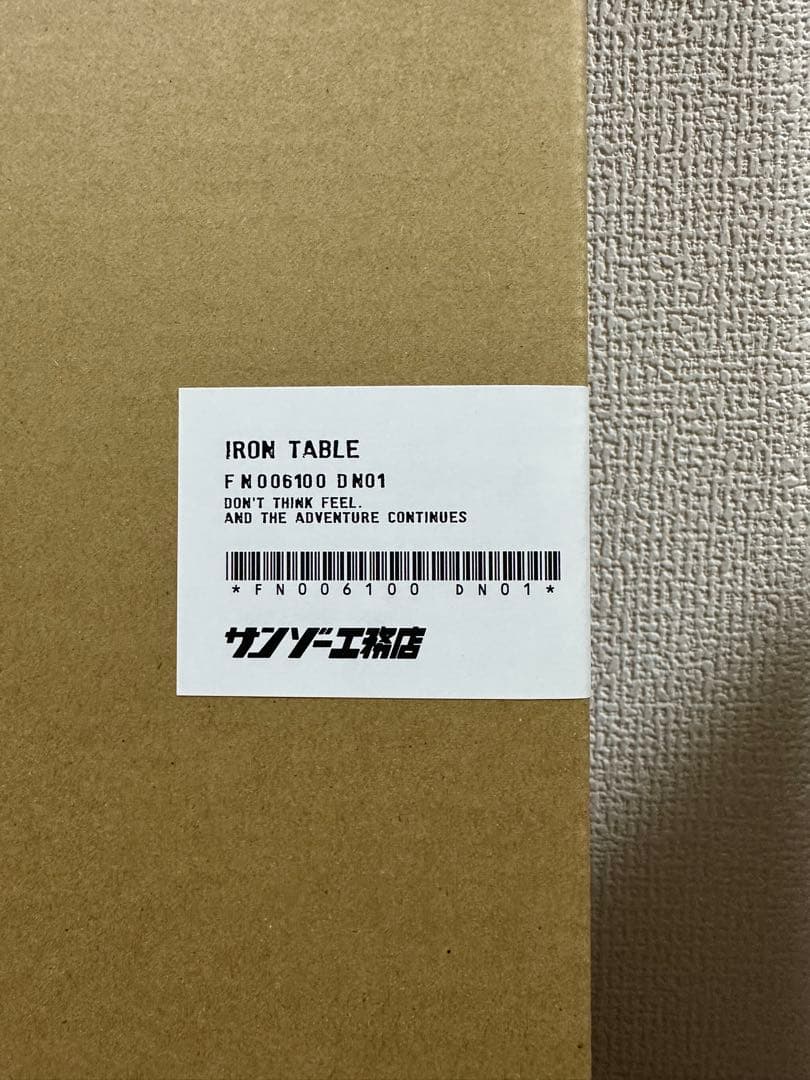 IRON TABLE
FN006100 DN01
DON'T THINK FEEL.
AND THE ADVENTURE CONTINUES
*FN006100 DN01*
サンゾー工務店